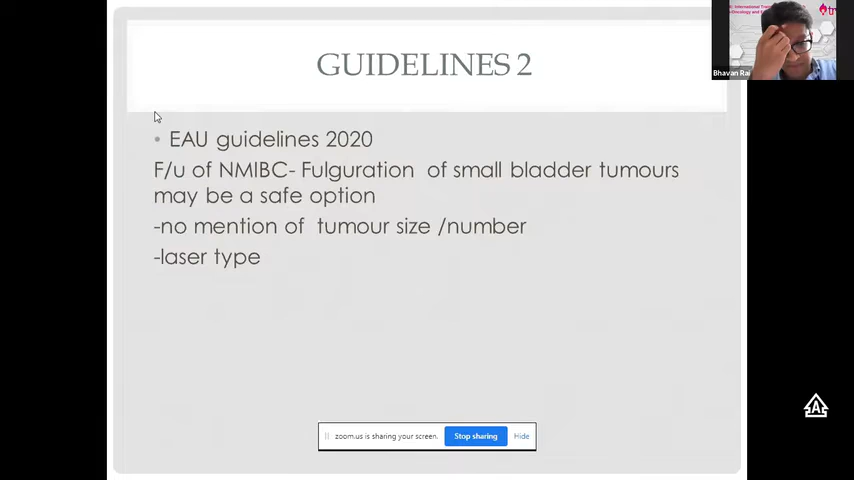 GUIDELINES 2
• EAU guidelines 2020
F/u of NMIBC- Fulguration of small bladder tumours
may be a safe option
-no mention of tumour size /number
-laser type
zoom.us is sharing your screen. Stop sharing Hide
Bhavan Rai
A